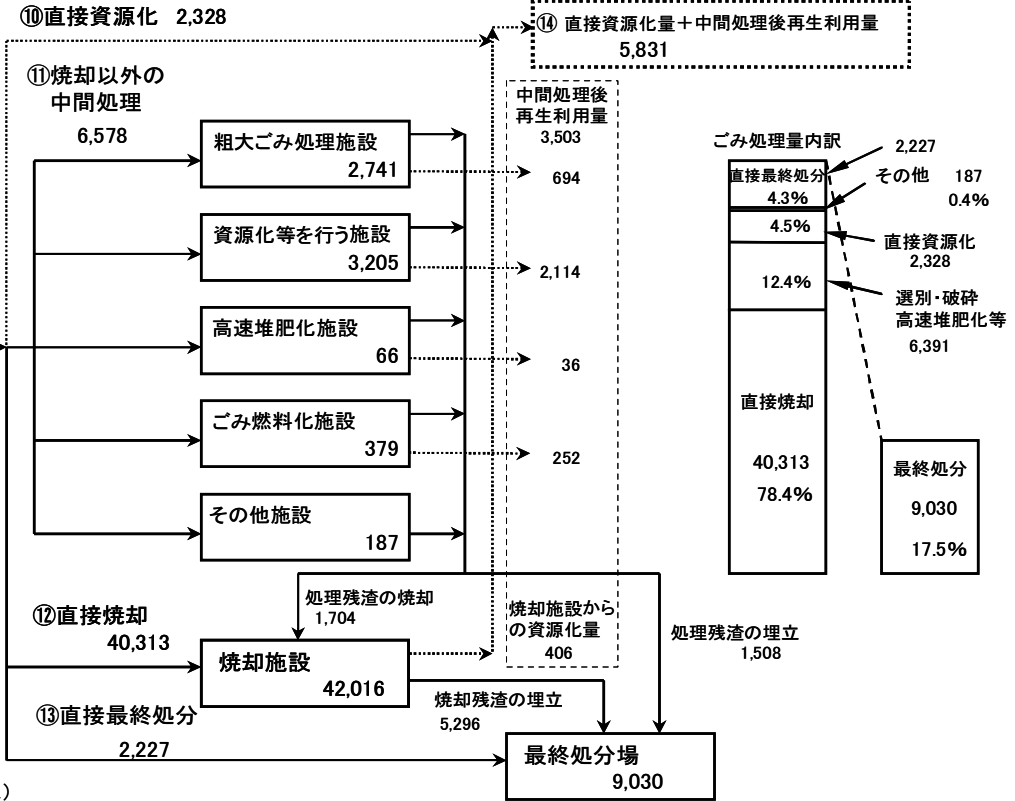 ⑩直接資源化 2,328
⑭ 直接資源化量＋中間処理後再生利用量
5,831
⑪焼却以外の
中間処理
6,578
中間処理後
再生利用量
3,503
粗大ごみ処理施設
2,741
694
資源化等を行う施設
3,205
2,114
高速堆肥化施設
66
36
ごみ燃料化施設
379
252
その他施設
187
処理残渣の焼却
1,704
焼却施設から
の資源化量
406
処理残渣の埋立
1,508
⑫直接焼却
40,313
焼却施設
42,016
焼却残渣の埋立
5,296
⑬直接最終処分
2,227
最終処分場
9,030
)
ごみ処理量内訳
直接最終処分
4.3%
2,227
その他 187
0.4%
4.5%
直接資源化
2,328
12.4%
選別・破砕
高速堆肥化等
6,391
直接焼却
40,313
78.4%
最終処分
9,030
17.5%